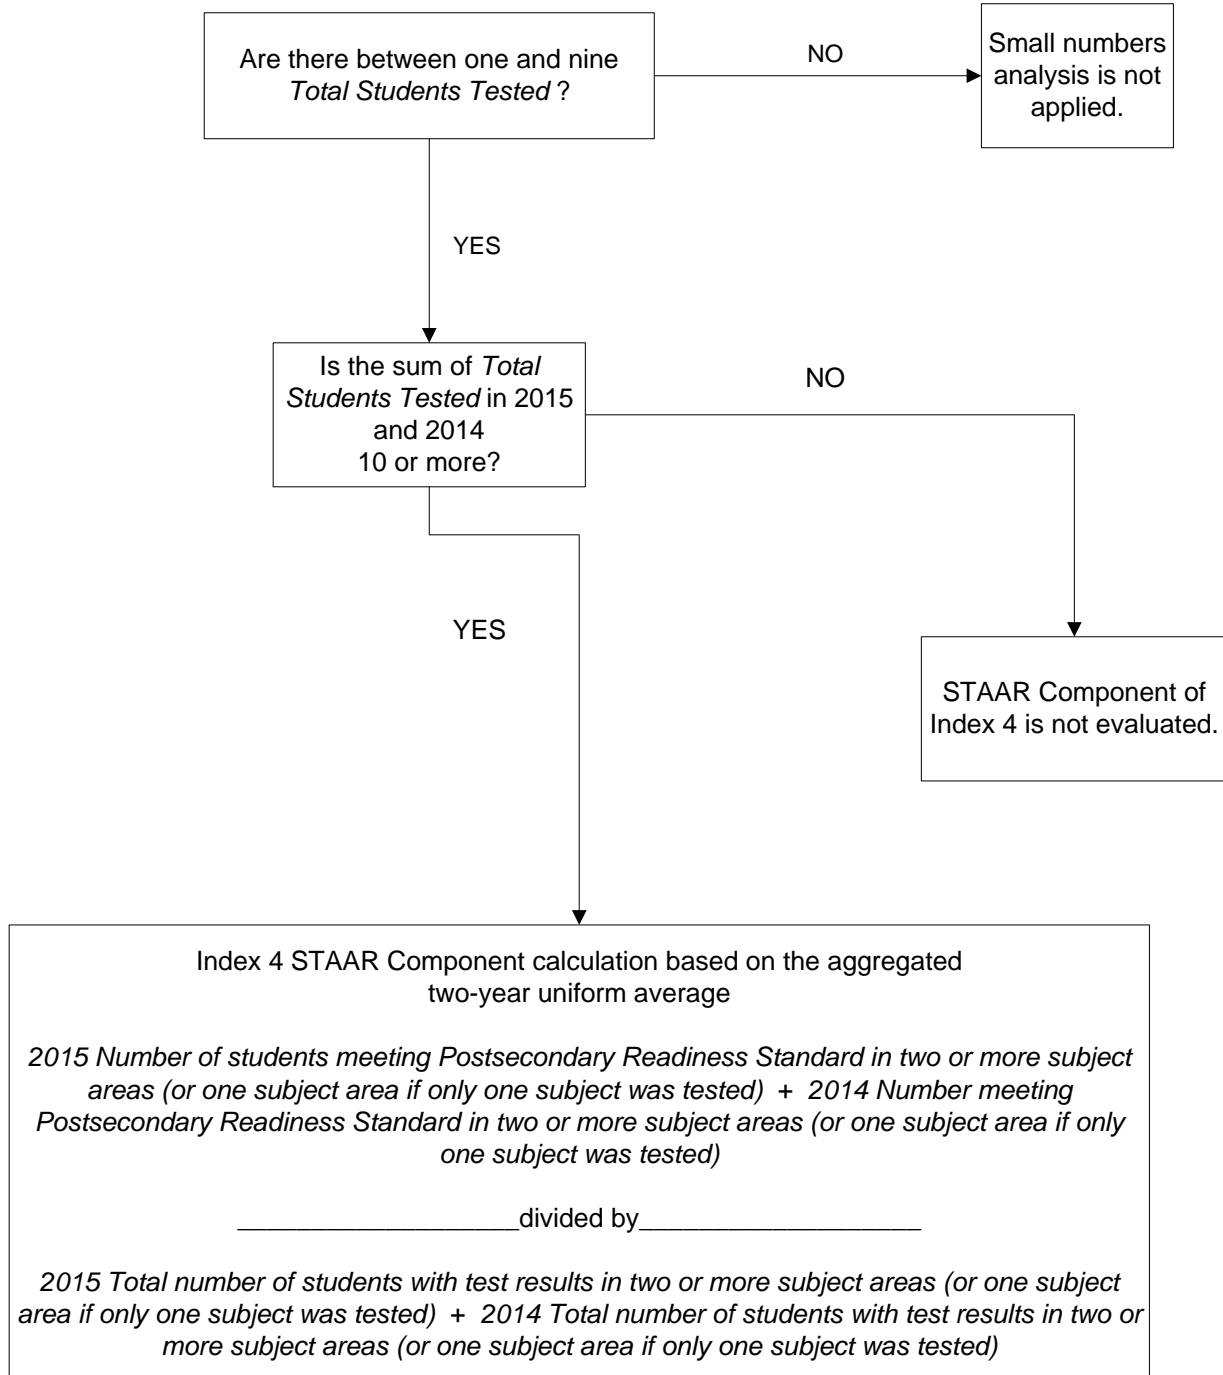 Are there between one and nine
Total Students Tested ?
NO
Small numbers
analysis is not
applied.
YES
Is the sum of Total
Students Tested in 2015
and 2014
10 or more?
NO
YES
STAAR Component of
Index 4 is not evaluated.
Index 4 STAAR Component calculation based on the aggregated
two-year uniform average
2015 Number of students meeting Postsecondary Readiness Standard in two or more subject
areas (or one subject area if only one subject was tested) + 2014 Number meeting
Postsecondary Readiness Standard in two or more subject areas (or one subject area if only
one subject was tested)
___________________divided by___________________
2015 Total number of students with test results in two or more subject areas (or one subject
area if only one subject was tested) + 2014 Total number of students with test results in two or
more subject areas (or one subject area if only one subject was tested)